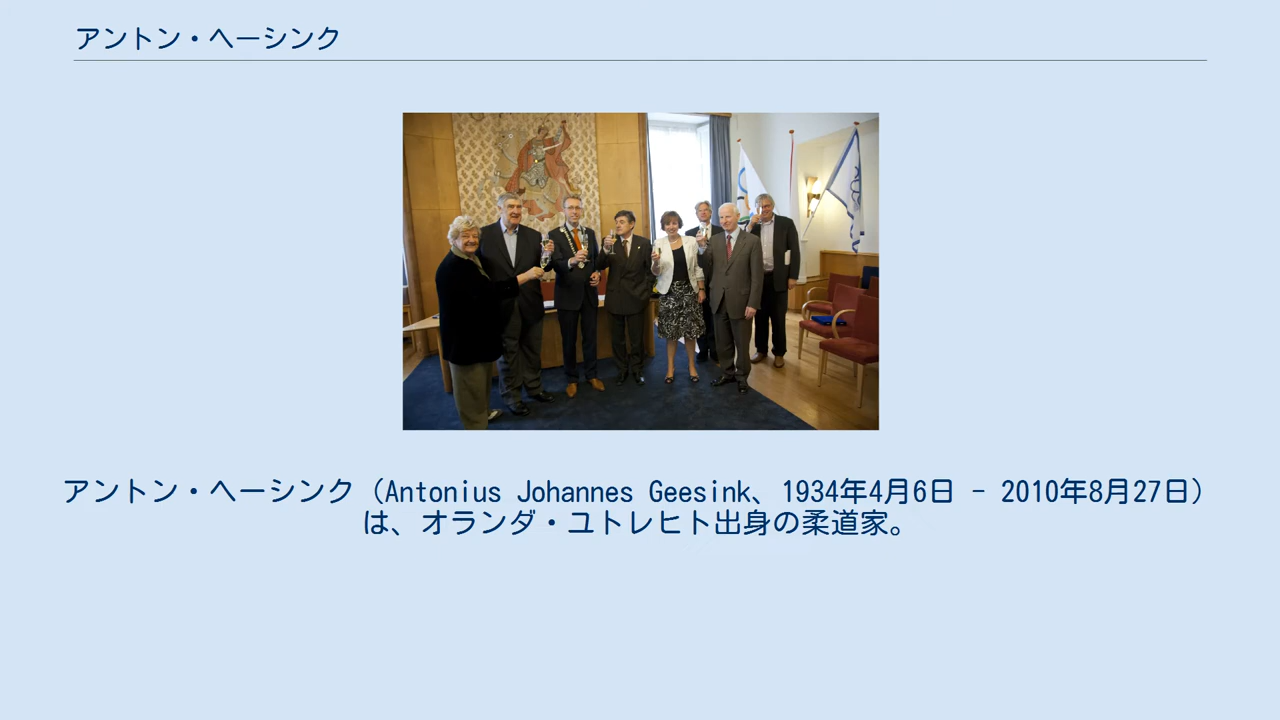 アントン・ヘーシンク
アントン・ヘーシンク（Antonius Johannes Geesink、1934年4月6日 - 2010年8月27日）
は、オランダ・ユトレヒト出身の柔道家。